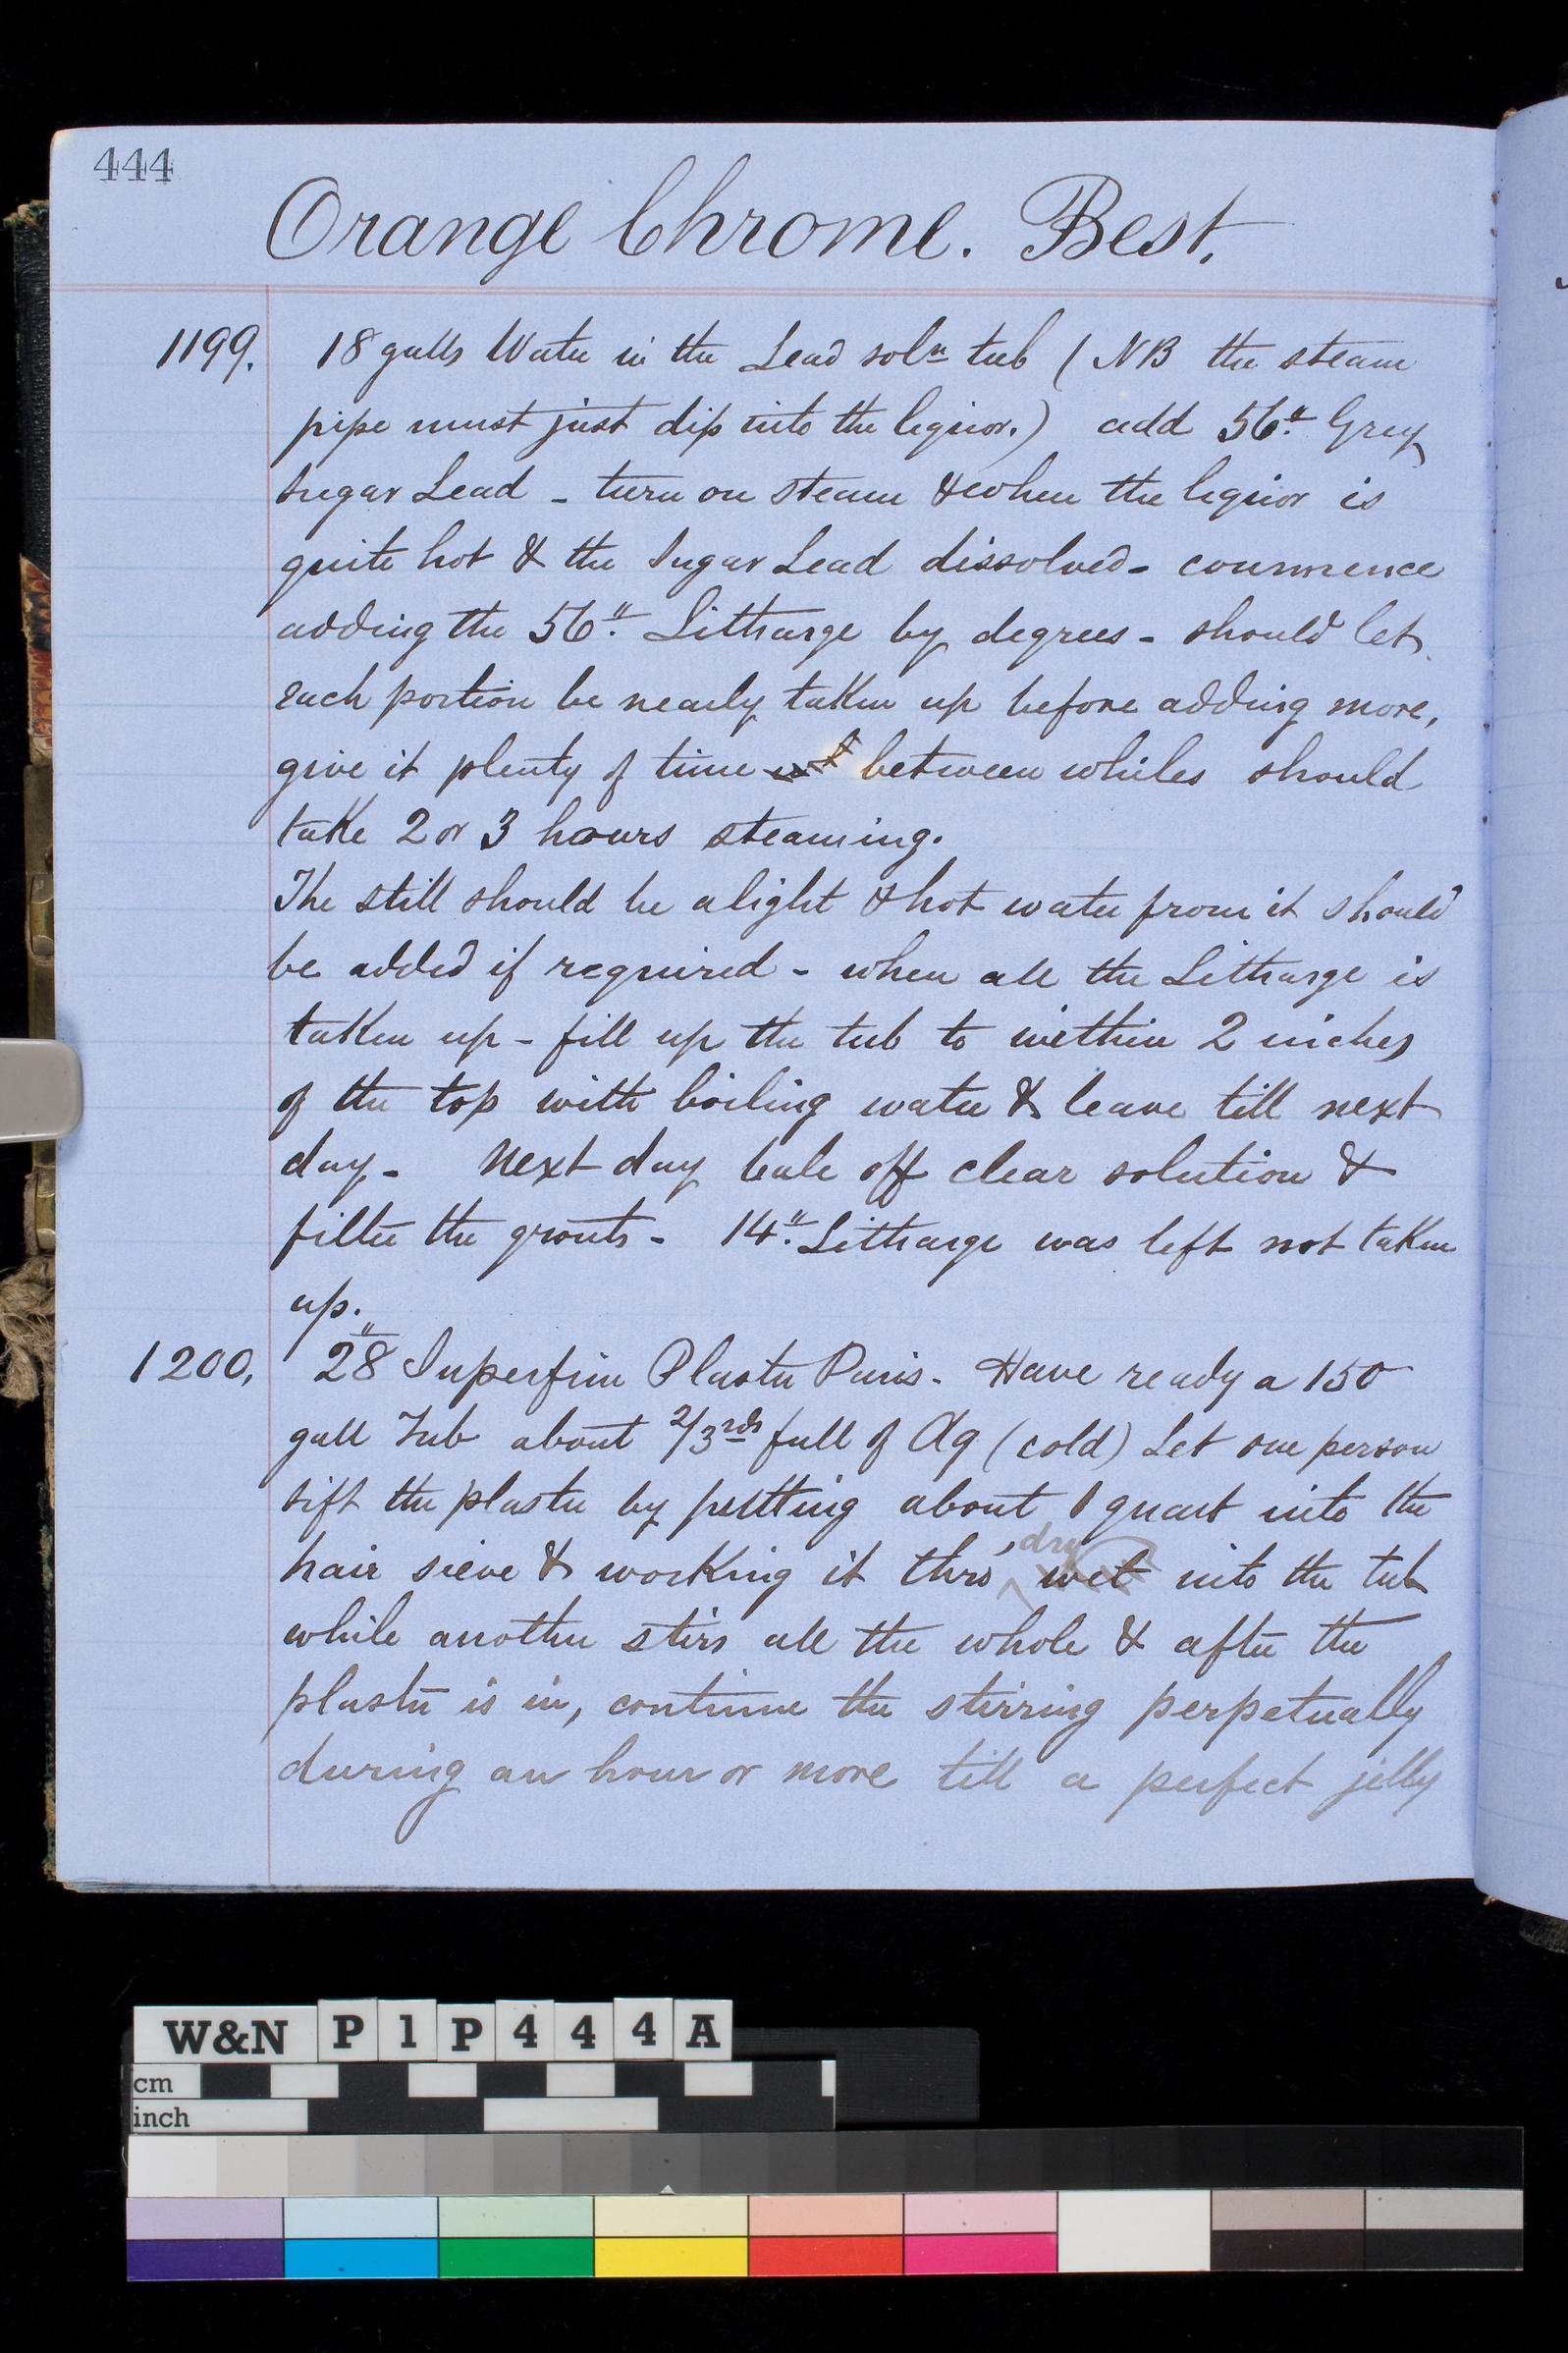 444
Orange Chrome. Best.
1199. 18 galls Water in the Lead soln tub (NB the steam
pipe must just dip into the liquor.) add 56" Grey
Sugar Lead - turn on steam & when the liquor is
quite hot & the Sugar Lead dissolved - commence
adding the 56" Litharge by degrees - should let
each portion be nearly taken up before adding more,
give it plenty of time between whiles should
take 2 or 3 hours steaming.
The still should be alight & hot water from it should
be added if required - when all the Litharge is
taken up - fill up the tub to within 2 inches
of the top with boiling water & leave till next
day - Next day bale off clear solution &
filter the grouts - 14" Litharge was left not taken
up.
1200. 28" Superfine Plaster Paris - Have ready a 150
gall Tub about 2/3rds full of Aq (cold) Let one person
sift the plaster by putting about 1 quart into the
hair sieve & working it thro' dry wet into the tub
while another stirs all the whole & after the
plaster is in, continue the stirring perpetually
during an hour or more till a perfect jelly
W&N P1P444A
cm
inch